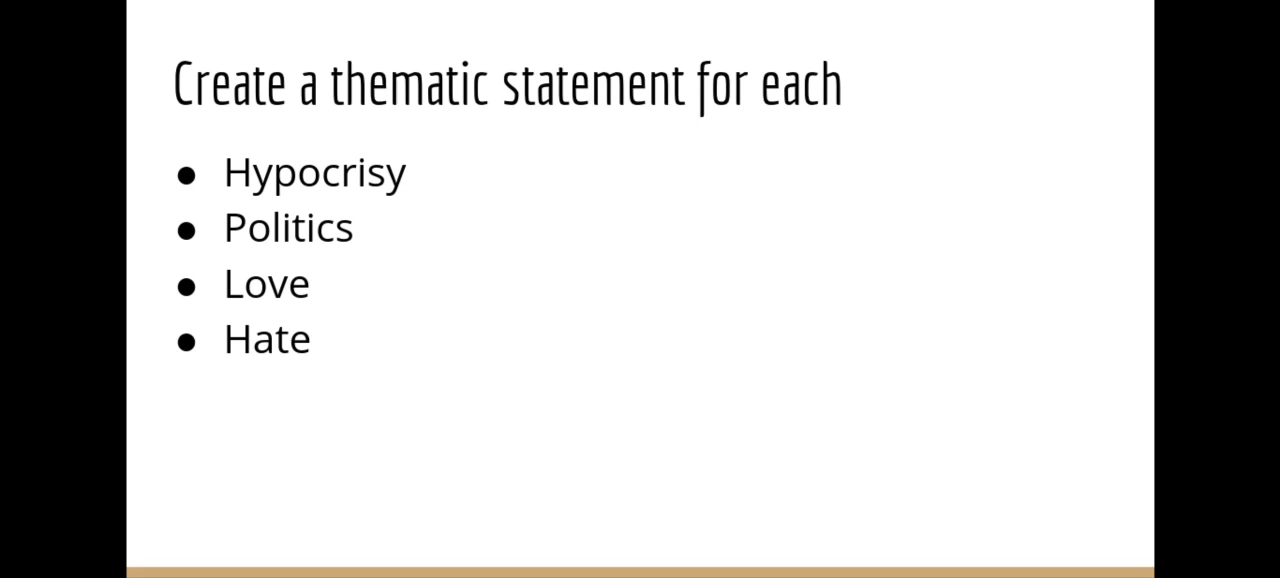 Create a thematic statement for each
● Hypocrisy
● Politics
● Love
● Hate